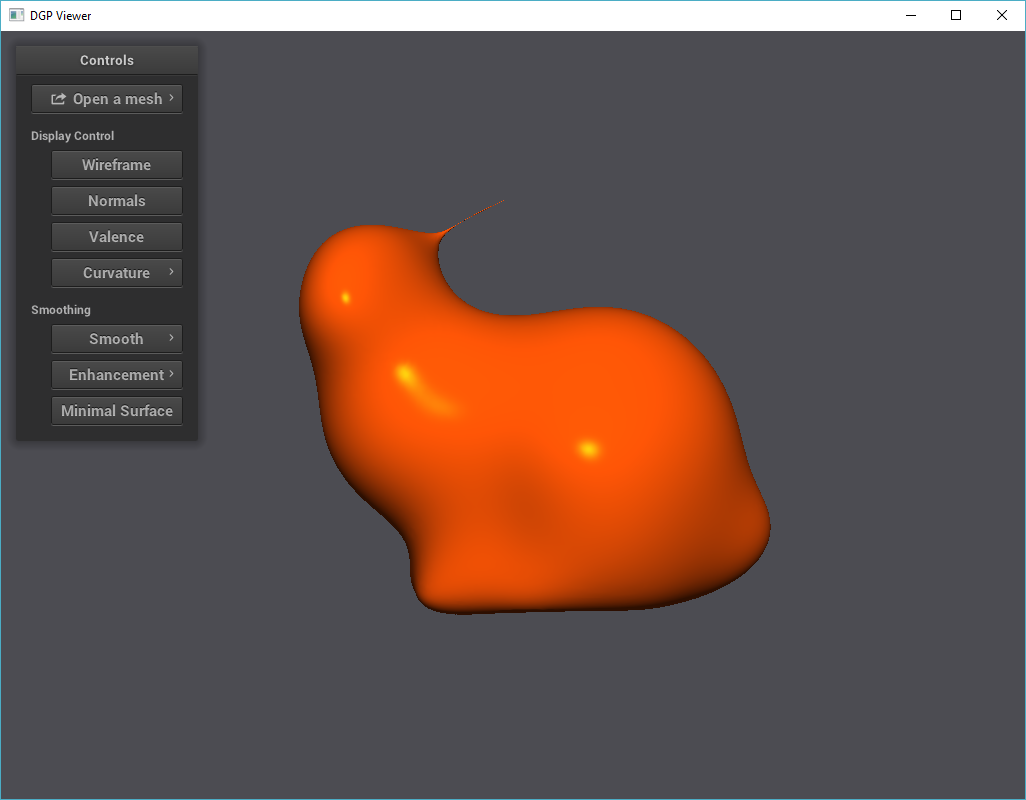 DGP Viewer
Controls
Open a mesh
Display Control
Wireframe
Normals
Valence
Curvature
Smoothing
Smooth
Enhancement
Minimal Surface